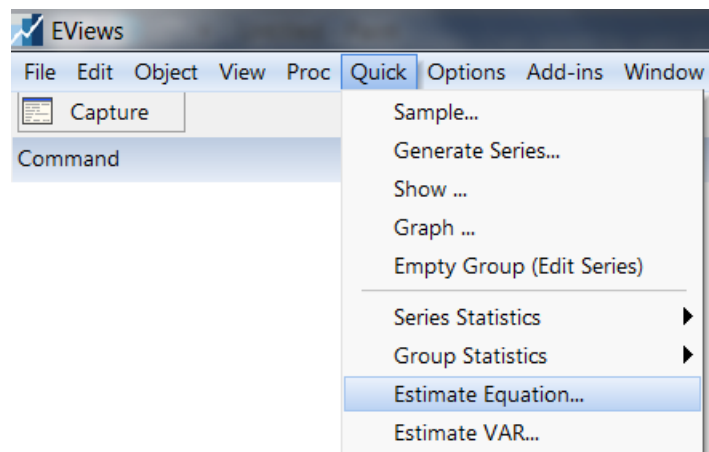 EViews
File Edit Object View Proc Quick Options Add-ins Window
Capture
Command
Sample...
Generate Series...
Show ...
Graph ...
Empty Group (Edit Series)
Series Statistics
Group Statistics
Estimate Equation...
Estimate VAR...